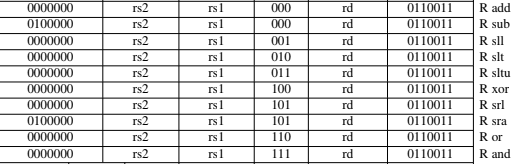 0000000 rs2 rs1 000 rd 0110011 R add
0100000 rs2 rs1 000 rd 0110011 R sub
0000000 rs2 rs1 001 rd 0110011 R sll
0000000 rs2 rs1 010 rd 0110011 R slt
0000000 rs2 rs1 011 rd 0110011 R sltu
0000000 rs2 rs1 100 rd 0110011 R xor
0000000 rs2 rs1 101 rd 0110011 R srl
0100000 rs2 rs1 101 rd 0110011 R sra
0000000 rs2 rs1 110 rd 0110011 R or
0000000 rs2 rs1 111 rd 0110011 R and